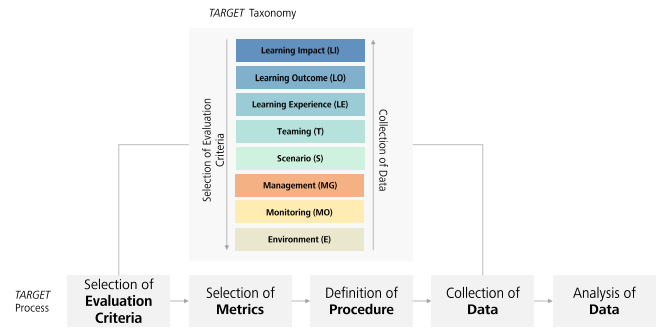 TARGET Taxonomy
Learning Impact (LI)
Learning Outcome (LO)
Learning Experience (LE)
Teaming (T)
Scenario (S)
Management (MG)
Monitoring (MO)
Environment (E)
Selection of Evaluation
Criteria
Collection of Data
TARGET
Process
Selection of
Evaluation
Criteria
Selection of
Metrics
Definition of
Procedure
Collection of
Data
Analysis of
Data